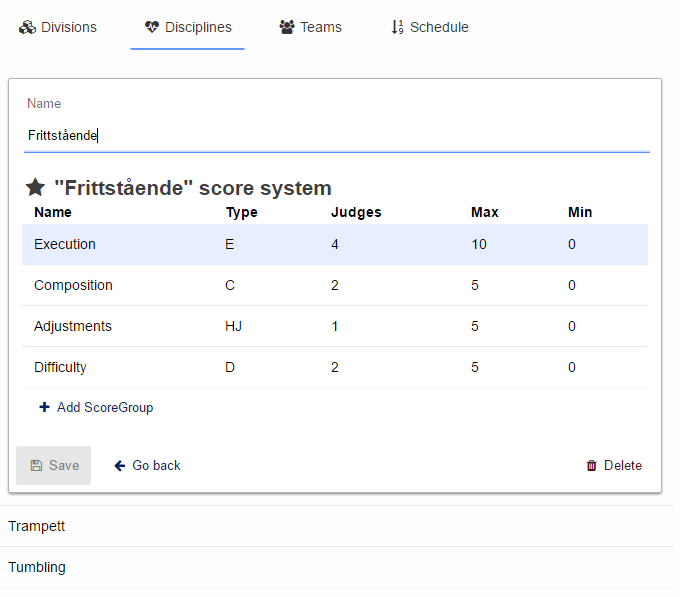 Divisions Disciplines Teams Schedule
Name
Frittstående
"Frittstående" score system
Name Type Judges Max Min
Execution E 4 10 0
Composition C 2 5 0
Adjustments HJ 1 5 0
Difficulty D 2 5 0
Add ScoreGroup
Save Go back Delete
Trampett
Tumbling